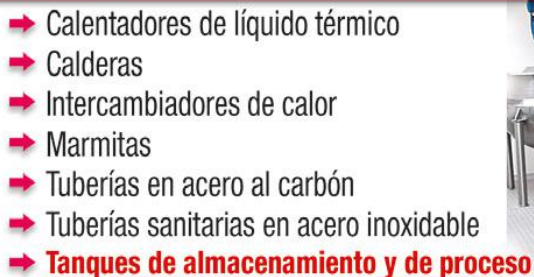 Calentadores de líquido térmico
Calderas
Intercambiadores de calor
Marmitas
Tuberías en acero al carbón
Tuberías sanitarias en acero inoxidable
Tanques de almacenamiento y de proceso